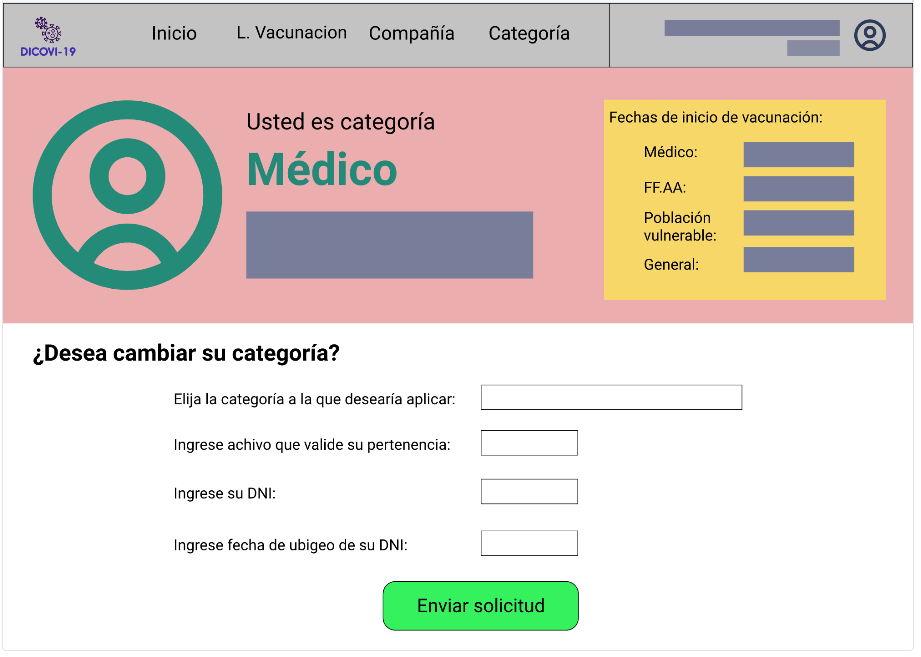 DICOVI-19
Inicio
L. Vacunacion
Compañía
Categoría
Usted es categoría
Médico
Fechas de inicio de vacunación:
Médico:
FF.AA:
Población
vulnerable:
General:
¿Desea cambiar su categoría?
Elija la categoría a la que desearía aplicar:
Ingrese achivo que valide su pertenencia:
Ingrese su DNI:
Ingrese fecha de ubigeo de su DNI:
Enviar solicitud